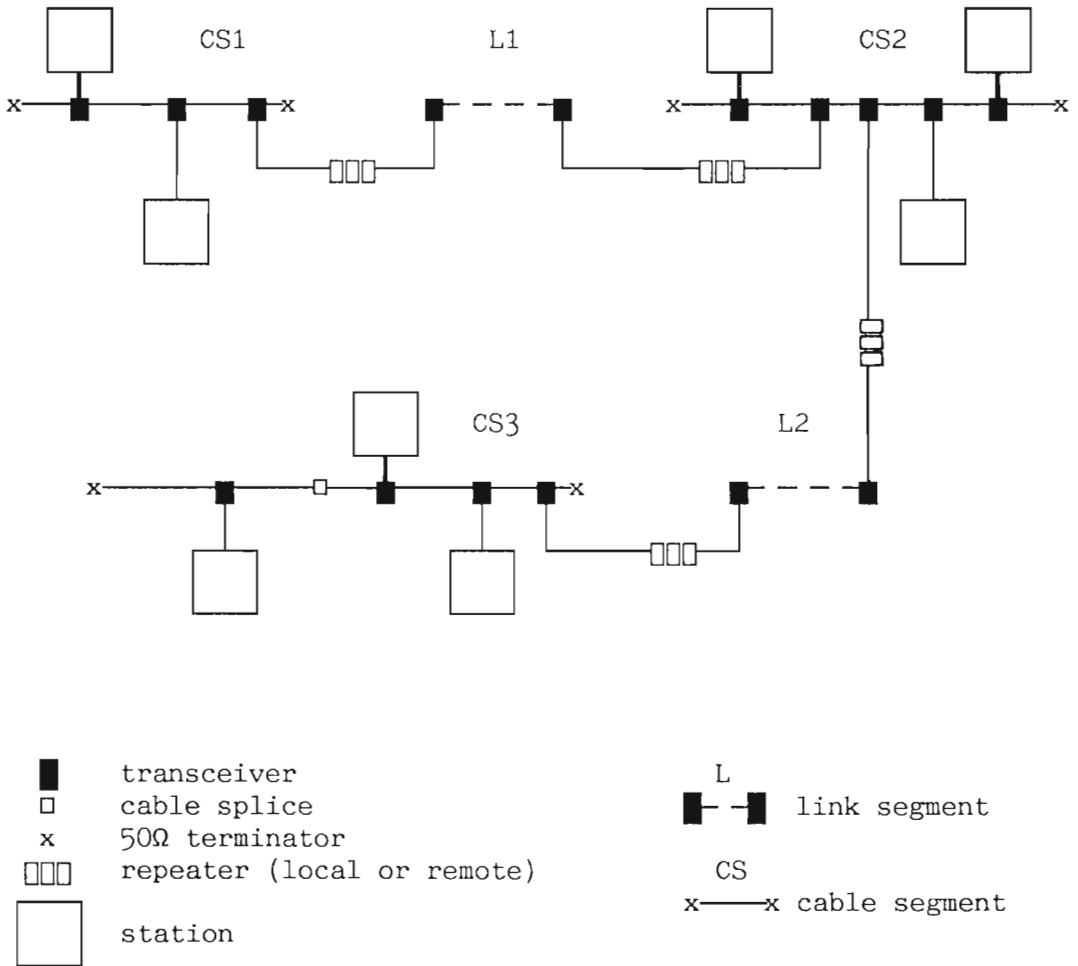 CS1
L1
CS2
x
x
x
x
CS3
L2
x
x
transceiver
cable splice
x 50Ω terminator
repeater (local or remote)
station
L
link segment
CS
x x cable segment